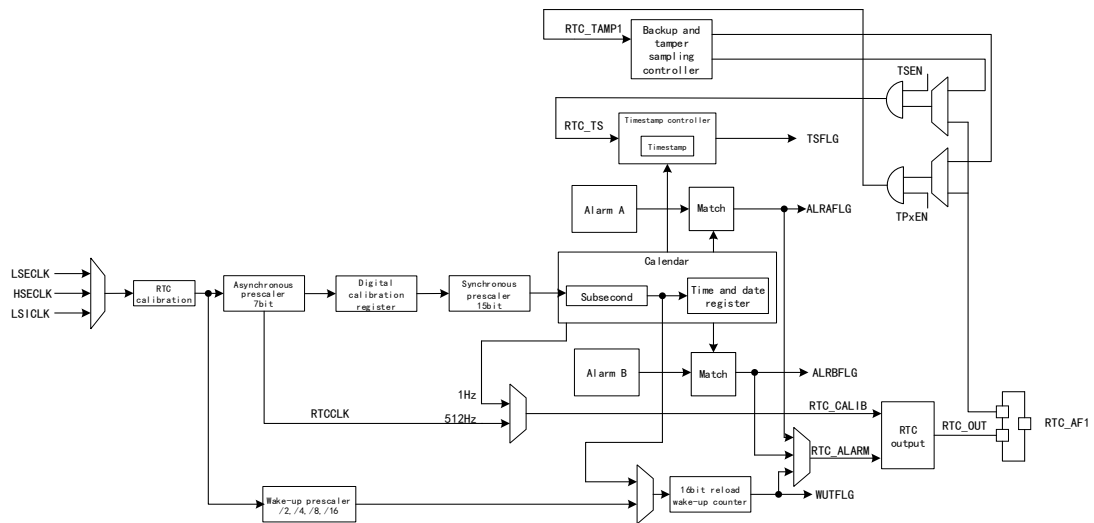 RTC_TAMP1
Backup and
tamper
sampling
controller
TSEN
RTC_TS
Timestamp controller
Timestamp
TSFLG
TPxEN
Alarm A
Match
ALRAFLG
LSECLK
HSECLK
LSICLK
RTC
calibration
Asynchronous
prescaler
7bit
Digital
calibration
register
Synchronous
prescaler
15bit
Calendar
Subsecond
Time and date
register
Alarm B
Match
ALRBFLG
1Hz
RTCCLK
512Hz
RTC_CALIB
RTC_ALARM
RTC
output
RTC_OUT
RTC_AF1
Wake-up prescaler
/2, /4, /8, /16
16bit reload
wake-up counter
WUTFLG